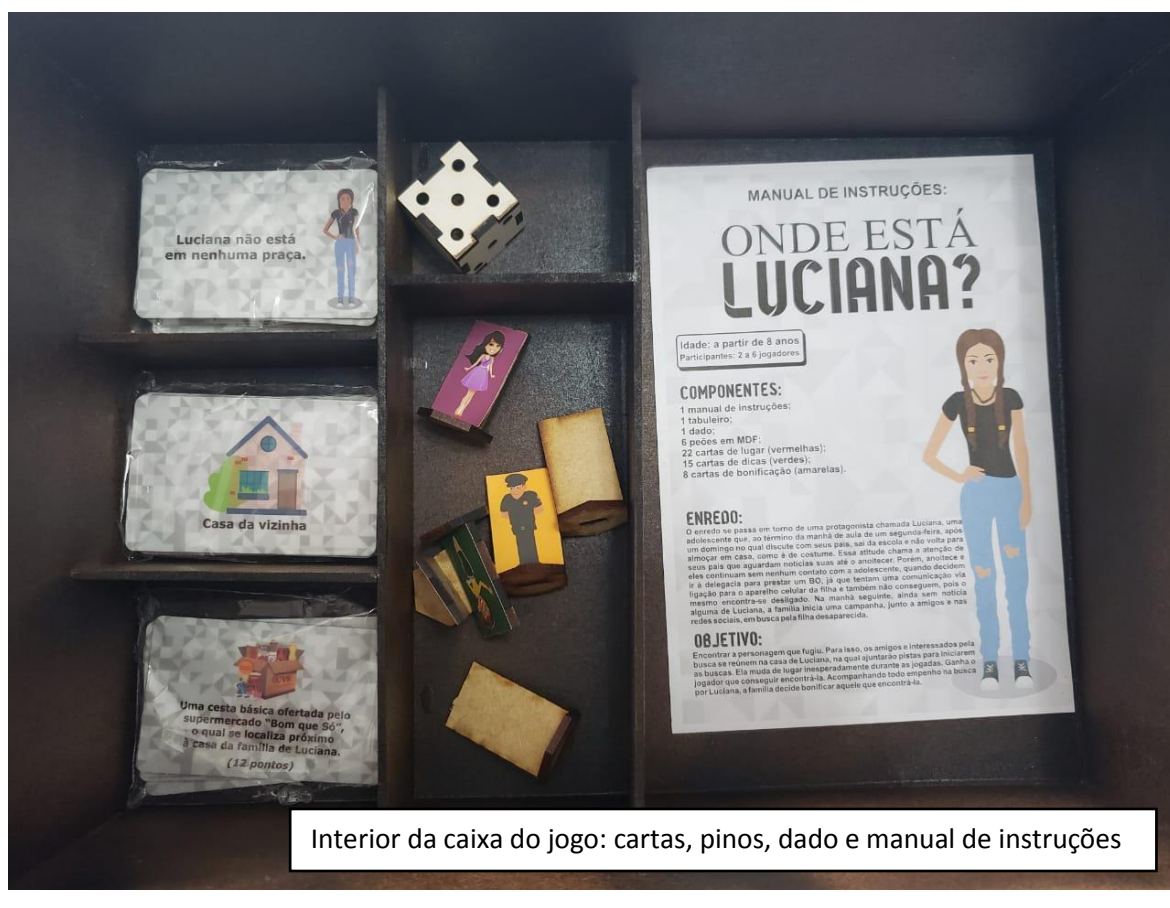 Luciana não está
em nenhuma praça.
Casa da vizinha
Uma cesta básica ofertada pelo
supermercado "Bom que Só",
o qual se localiza próximo
à casa da família de Luciana.
(12 pontos)
MANUAL DE INSTRUÇÕES:
ONDE ESTÁ
LUCIANA?
Idade: a partir de 8 anos
Participantes: 2 a 6 jogadores
COMPONENTES:
1 manual de instruções;
1 tabuleiro;
1 dado;
6 peões em MDF;
22 cartas de lugar (vermelhas);
15 cartas de dicas (verdes);
8 cartas de bonificação (amarelas).
ENREDO:
O enredo se passa em torno de uma protagonista chamada Luciana, uma
adolescente que, ao término da manhã de aula de um segunda-feira, após
um domingo no qual discute com seus pais, sai da escola e não volta para
almoçar em casa, como é de costume. Essa atitude chama a atenção de
seus pais que aguardam notícias suas até o anoitecer. Porém, anoitece e
eles continuam sem nenhum contato com a adolescente, quando decidem
ir à delegacia para prestar um BO, já que tentam uma comunicação via
ligação para o aparelho celular da filha e também não conseguem, pois o
mesmo encontra-se desligado. Na manhã seguinte, ainda sem notícia
alguma de Luciana, a família inicia uma campanha, junto a amigos e nas
redes sociais, em busca pela filha desaparecida.
OBJETIVO:
Encontrar a personagem que fugiu. Para isso, os amigos e interessados pela
busca se reúnem na casa de Luciana, na qual ajuntarão pistas para iniciarem
as buscas. Ela muda de lugar inesperadamente durante as jogadas. Ganha o
jogador que conseguir encontrá-la. Acompanhando todo empenho na busca
por Luciana, a família decide bonificar aquele que encontrá-la.
Interior da caixa do jogo: cartas, pinos, dado e manual de instruções